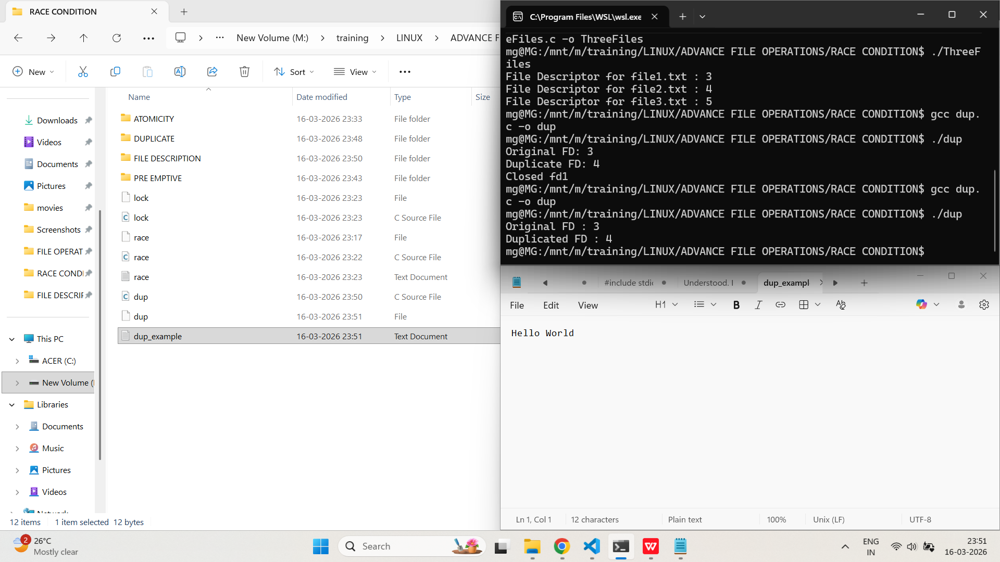 RACE CONDITION
New Volume (M:)
training
LINUX
ADVANCE F
New
Sort
View
Name
Date modified
Type
Size
Downloads
Videos
Documents
Pictures
movies
Screenshots
FILE OPERAT
RACE CONDI
FILE DESCRIF
This PC
ACER (C:)
New Volume (
Libraries
Documents
Music
Pictures
Videos
ATOMICITY 16-03-2026 23:33 File folder
DUPLICATE 16-03-2026 23:48 File folder
FILE DESCRIPTION 16-03-2026 23:50 File folder
PRE EMPTIVE 16-03-2026 23:43 File folder
lock 16-03-2026 23:23 File
lock 16-03-2026 23:23 C Source File
race 16-03-2026 23:17 File
race 16-03-2026 23:22 C Source File
race 16-03-2026 23:23 Text Document
dup 16-03-2026 23:50 C Source File
dup 16-03-2026 23:51 File
dup_example 16-03-2026 23:51 Text Document
12 items 1 item selected 12 bytes
C:\Program Files\WSL\wsl.exe
eFiles.c -o ThreeFiles
mg@MG:/mnt/m/training/LINUX/ADVANCE FILE OPERATIONS/RACE CONDITION$ ./ThreeF
iles
File Descriptor for file1.txt : 3
File Descriptor for file2.txt : 4
File Descriptor for file3.txt : 5
mg@MG:/mnt/m/training/LINUX/ADVANCE FILE OPERATIONS/RACE CONDITION$ gcc dup.
c -o dup
mg@MG:/mnt/m/training/LINUX/ADVANCE FILE OPERATIONS/RACE CONDITION$ ./dup
Original FD: 3
Duplicate FD: 4
Closed fd1
mg@MG:/mnt/m/training/LINUX/ADVANCE FILE OPERATIONS/RACE CONDITION$ gcc dup.
c -o dup
mg@MG:/mnt/m/training/LINUX/ADVANCE FILE OPERATIONS/RACE CONDITION$ ./dup
Original FD : 3
Duplicated FD : 4
mg@MG:/mnt/m/training/LINUX/ADVANCE FILE OPERATIONS/RACE CONDITION$
#include stdic
Understood. I
dup_exampl
File Edit View
H1
B
I
Hello World
Ln 1, Col 1
12 characters
Plain text
100%
Unix (LF)
UTF-8
2
26°C
Mostly clear
Search
W
ENG
IN
23:51
16-03-2026